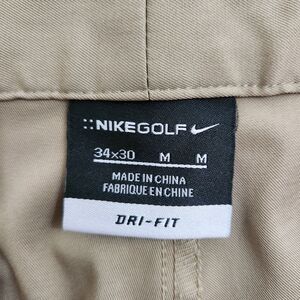 ::NIKEGOLF
34x30 M M
MADE IN CHINA
FABRIQUE EN CHINE
DRI-FIT